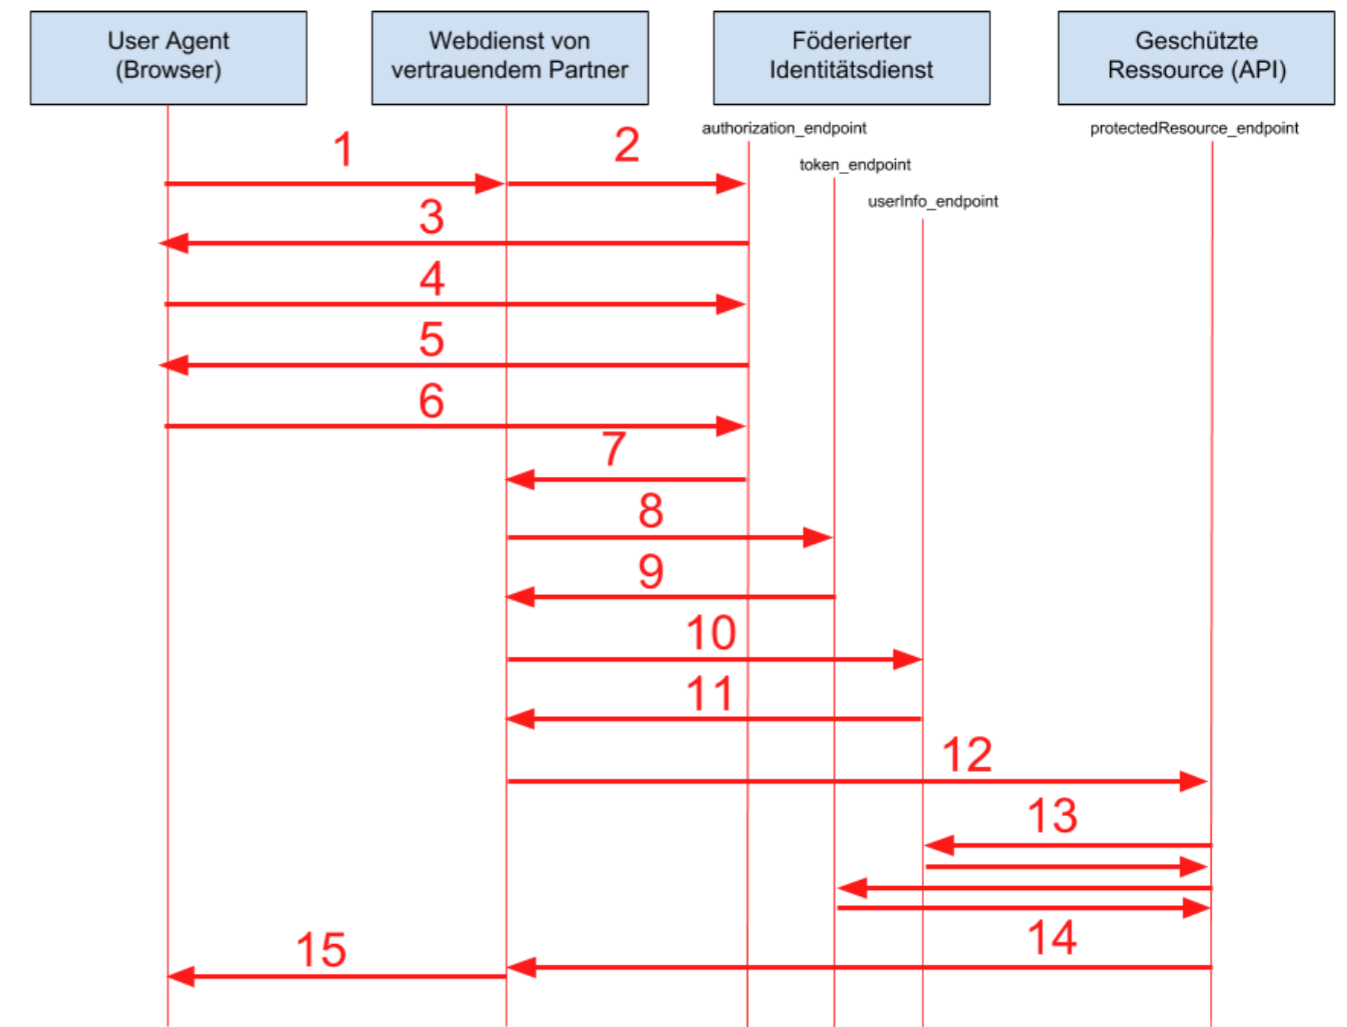 User Agent
(Browser)
Webdienst von
vertrauendem Partner
Föderierter
Identitätsdienst
Geschützte
Ressource (API)
authorization_endpoint
protectedResource_endpoint
token_endpoint
userInfo_endpoint
1
2
3
4
5
6
7
8
9
10
11
12
13
14
15